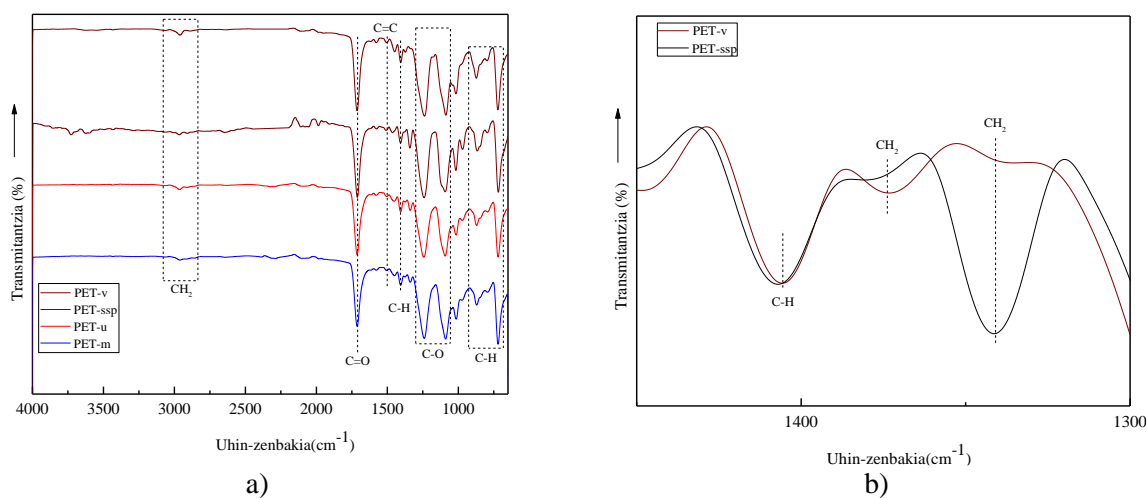 C=C
CH₂
C-H
C=O
C-O
C-H
PET-v
PET-ssp
PET-u
PET-m
Transmitantzia (%)
4000 3500 3000 2500 2000 1500 1000
Uhin-zenbakia(cm⁻¹)
a)
PET-v
PET-ssp
CH₂
CH₂
C-H
Transmitantzia (%)
1400 1300
Uhin-zenbakia(cm⁻¹)
b)